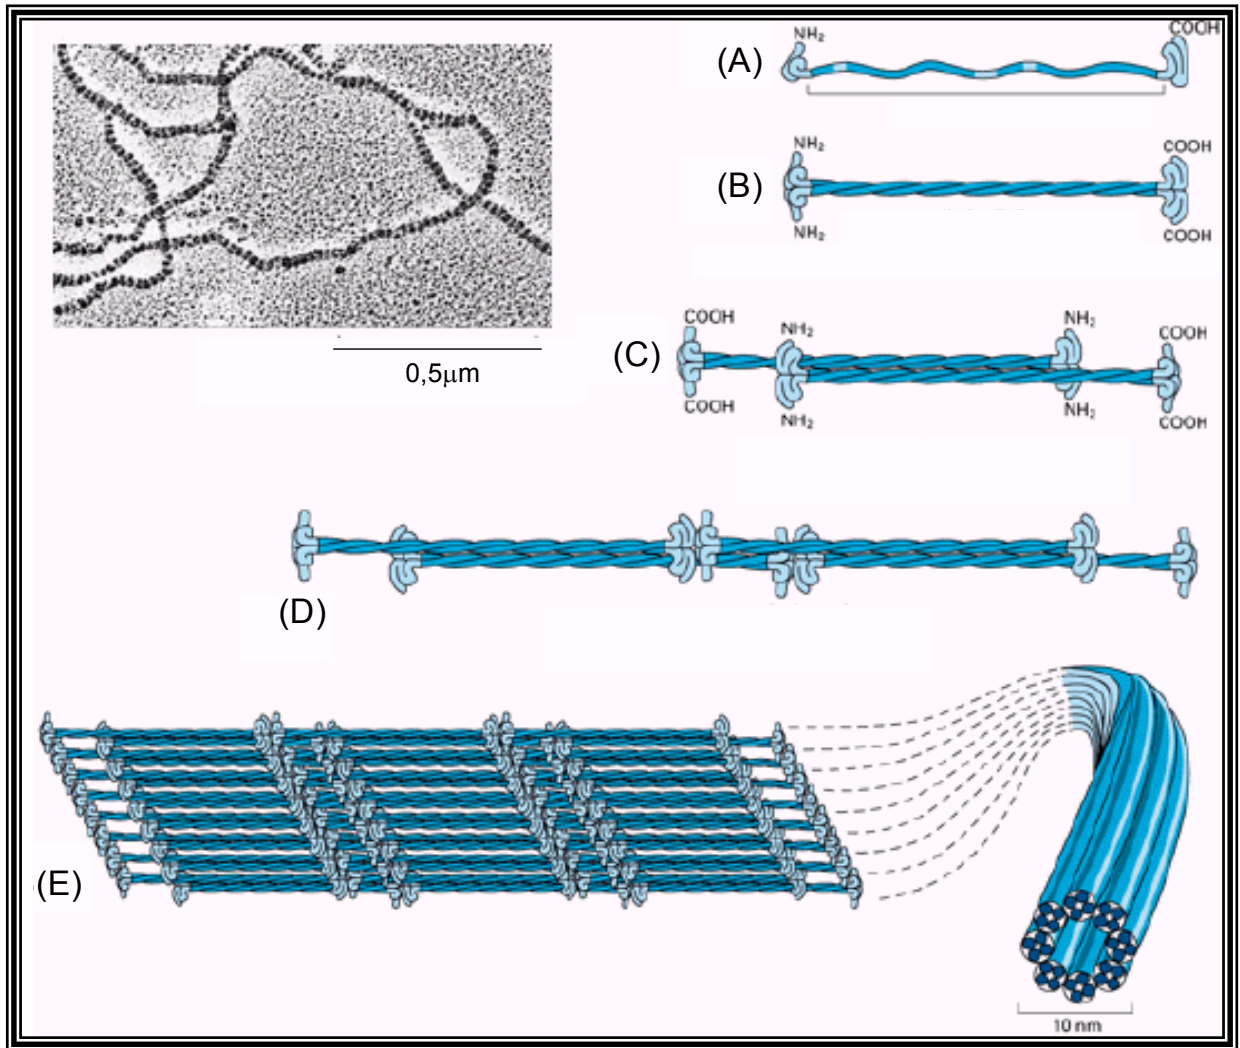 0,5μm
(A)
NH₂
COOH
(B)
NH₂
COOH
NH₂
COOH
(C)
COOH
NH₂
NH₂
COOH
COOH
NH₂
NH₂
COOH
(D)
(E)
10 nm